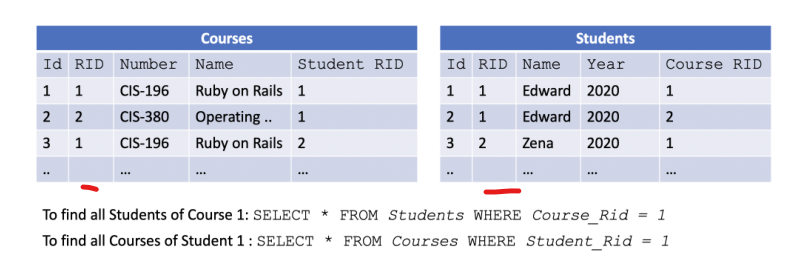 Courses
Id RID Number Name Student RID
1 1 CIS-196 Ruby on Rails 1
2 2 CIS-380 Operating .. 1
3 1 CIS-196 Ruby on Rails 2
.. ... ... ...
Students
Id RID Name Year Course RID
1 1 Edward 2020 1
2 1 Edward 2020 2
3 2 Zena 2020 1
.. ... ... ...
To find all Students of Course 1: SELECT * FROM Students WHERE Course_Rid = 1
To find all Courses of Student 1 : SELECT * FROM Courses WHERE Student_Rid = 1